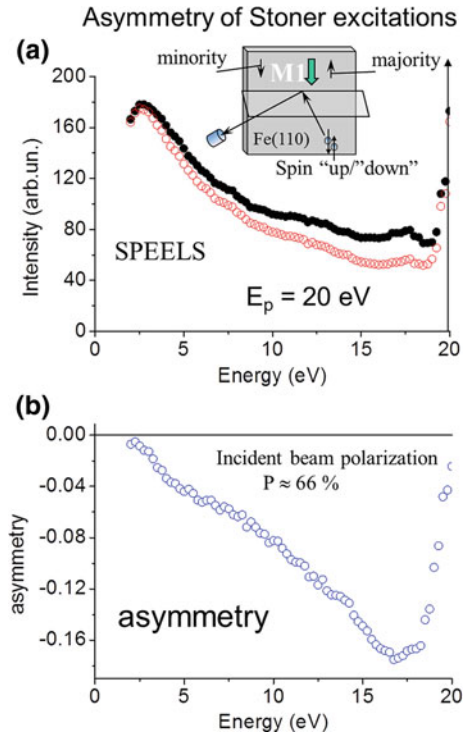 Asymmetry of Stoner excitations
(a)
minority
M1
majority
Fe(110)
Spin “up/”down”
SPEELS
E_p = 20 eV
Intensity (arb.un.)
200
160
120
80
40
0
0 5 10 15 20
Energy (eV)
(b)
Incident beam polarization
P ≈ 66 %
asymmetry
asymmetry
0.00
-0.04
-0.08
-0.12
-0.16
0 5 10 15 20
Energy (eV)